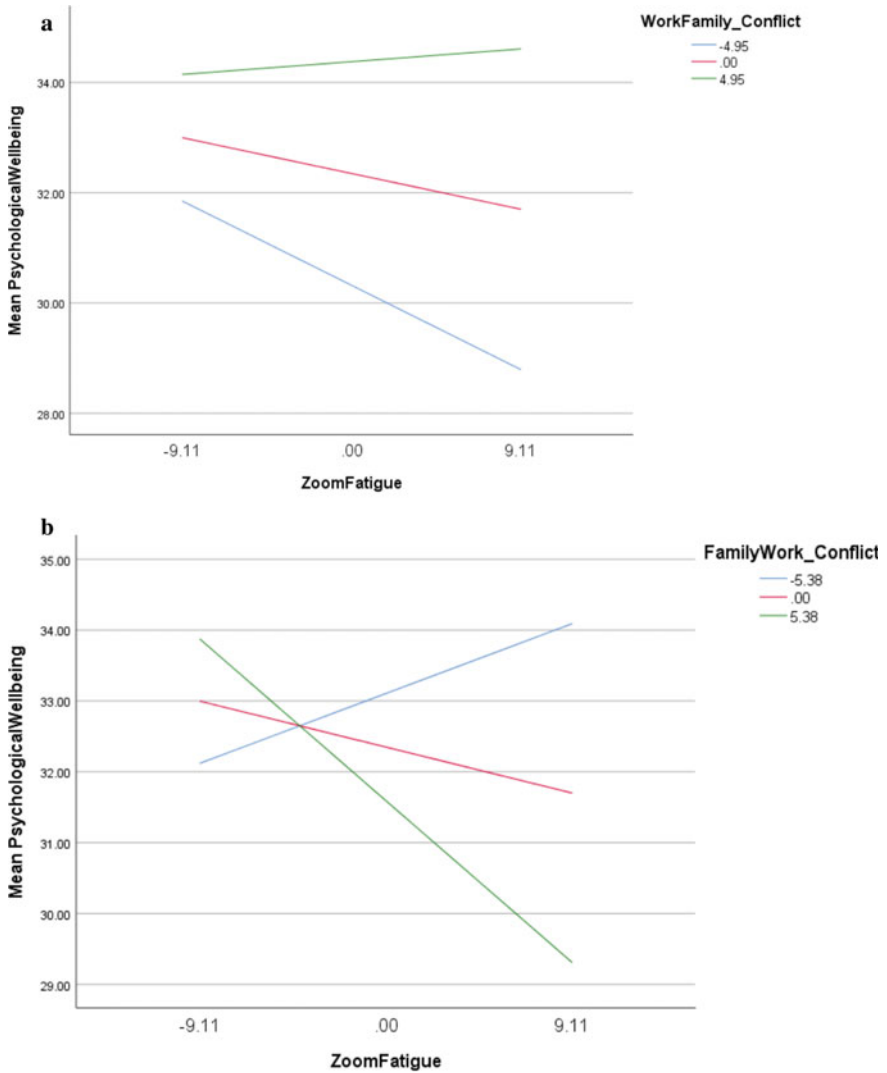 a
WorkFamily_Conflict
-4.95
.00
4.95
34.00
32.00
30.00
28.00
Mean PsychologicalWellbeing
-9.11 .00 9.11
ZoomFatigue
b
FamilyWork_Conflict
-5.38
.00
5.38
35.00
34.00
33.00
32.00
31.00
30.00
29.00
Mean PsychologicalWellbeing
-9.11 .00 9.11
ZoomFatigue